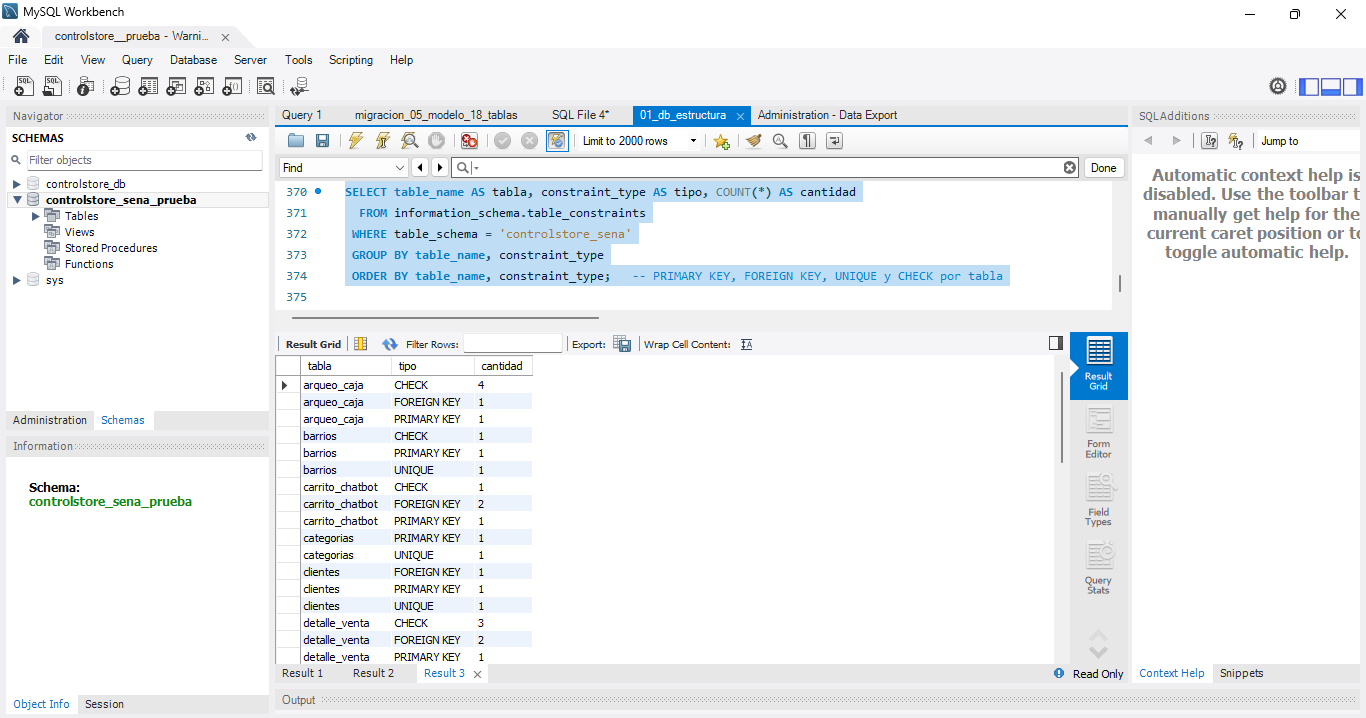 MySQL Workbench
controlstore__prueba - Warni...
File Edit View Query Database Server Tools Scripting Help
Navigator
SCHEMAS
Filter objects
controlstore_db
controlstore_sena_prueba
Tables
Views
Stored Procedures
Functions
sys
Administration Schemas
Information
Schema:
controlstore_sena_prueba
Object Info Session
Query 1 migracion_05_modelo_18_tablas SQL File 4* 01_db_estructura Administration - Data Export
Limit to 2000 rows
Find Done
370 SELECT table_name AS tabla, constraint_type AS tipo, COUNT(*) AS cantidad
371 FROM information_schema.table_constraints
372 WHERE table_schema = 'controlstore_sena'
373 GROUP BY table_name, constraint_type
374 ORDER BY table_name, constraint_type; -- PRIMARY KEY, FOREIGN KEY, UNIQUE y CHECK por tabla
375
Result Grid Filter Rows: Export: Wrap Cell Content:
tabla tipo cantidad
arqueo_caja CHECK 4
arqueo_caja FOREIGN KEY 1
arqueo_caja PRIMARY KEY 1
barrios CHECK 1
barrios PRIMARY KEY 1
barrios UNIQUE 1
carrito_chatbot CHECK 1
carrito_chatbot FOREIGN KEY 2
carrito_chatbot PRIMARY KEY 1
categorias PRIMARY KEY 1
categorias UNIQUE 1
clientes FOREIGN KEY 1
clientes PRIMARY KEY 1
clientes UNIQUE 1
detalle_venta CHECK 3
detalle_venta FOREIGN KEY 2
detalle_venta PRIMARY KEY 1
Result 1 Result 2 Result 3
Read Only
Output
Result
Grid
Form
Editor
Field
Types
Query
Stats
SQLAdditions
Jump to
Automatic context help is
disabled. Use the toolbar t
manually get help for the
current caret position or to
toggle automatic help.
Context Help Snippets